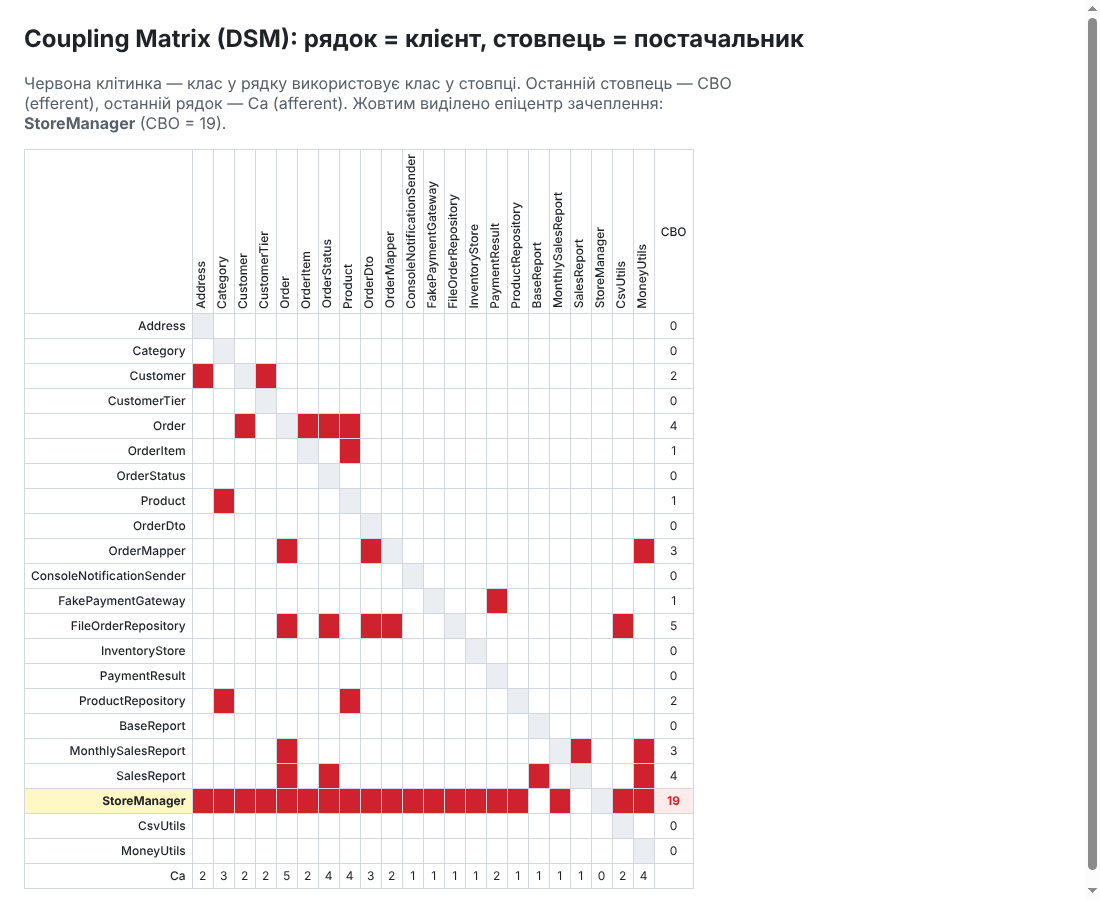 Coupling Matrix (DSM): рядок = клієнт, стовпець = постачальник
Червона клітинка — клас у рядку використовує клас у стовпці. Останній стовпець — CBO
(efferent), останній рядок — Ca (afferent). Жовтим виділено епіцентр зачеплення:
StoreManager (CBO = 19).
Address Category Customer CustomerTier Order OrderItem OrderStatus Product OrderDto OrderMapper ConsoleNotificationSender FakePaymentGateway FileOrderRepository InventoryStore PaymentResult ProductRepository BaseReport MonthlySalesReport SalesReport StoreManager CsvUtils MoneyUtils CBO
Address 0
Category 0
Customer 2
CustomerTier 0
Order 4
OrderItem 1
OrderStatus 0
Product 1
OrderDto 0
OrderMapper 3
ConsoleNotificationSender 0
FakePaymentGateway 1
FileOrderRepository 5
InventoryStore 0
PaymentResult 0
ProductRepository 2
BaseReport 0
MonthlySalesReport 3
SalesReport 4
StoreManager 19
CsvUtils 0
MoneyUtils 0
Ca 2 3 2 2 5 2 4 4 3 2 1 1 1 1 2 1 1 1 1 0 2 4